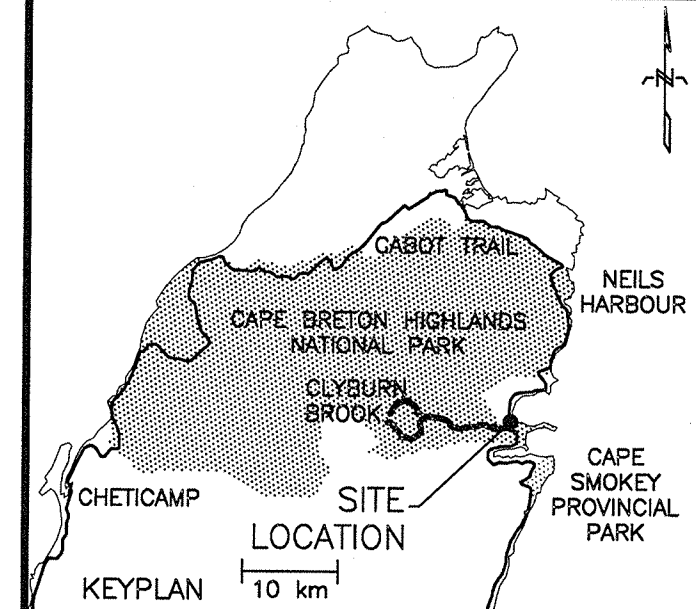 N
CABOT TRAIL
NEILS
HARBOUR
CAPE BRETON HIGHLANDS
NATIONAL PARK
CLYBURN
BROOK
CAPE
SMOKEY
PROVINCIAL
PARK
CHETICAMP
SITE
LOCATION
KEYPLAN
10 km